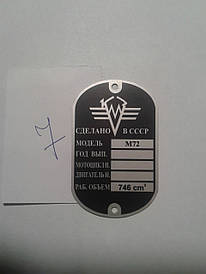 7
СДЕЛАНО В СССР
МОДЕЛЬ М72
ГОД ВЫП.
МОТОЦИКЛ Н.
ДВИГАТЕЛЬ Н.
РАБ. ОБЪЕМ 746 cm³